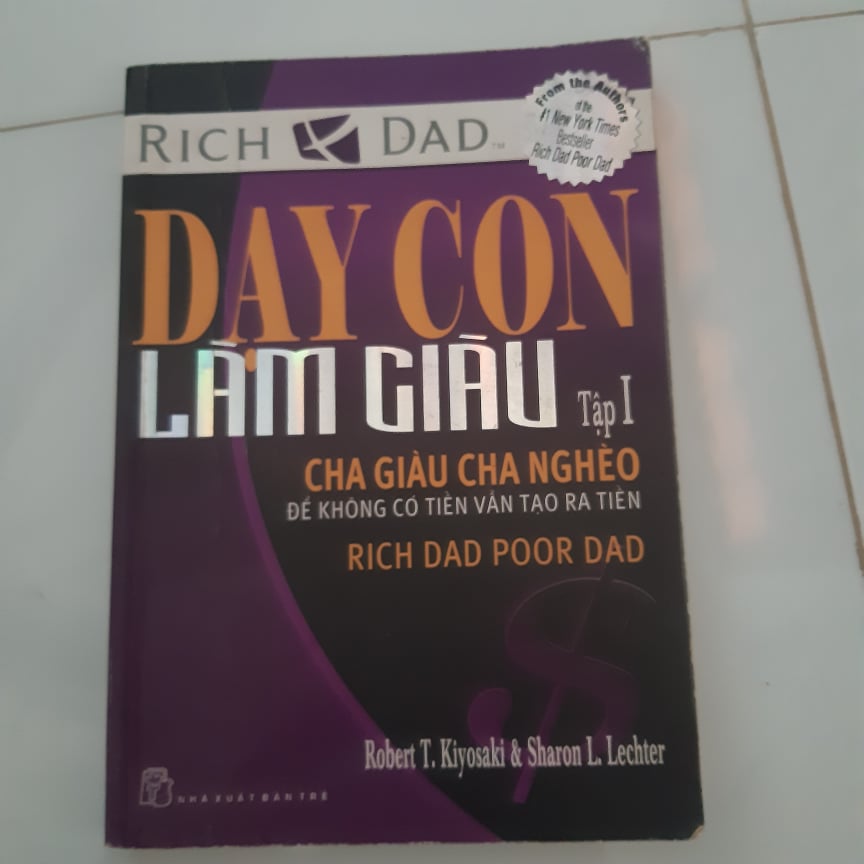 RICH DAD™
From the Authors
of the
#1 New York Times
Bestseller
Rich Dad Poor Dad
DẠY CON
LÀM GIÀU Tập I
CHA GIÀU CHA NGHÈO
ĐỂ KHÔNG CÓ TIỀN VẪN TẠO RA TIỀN
RICH DAD POOR DAD
Robert T. Kiyosaki & Sharon L. Lechter
NHÀ XUẤT BẢN TRẺ